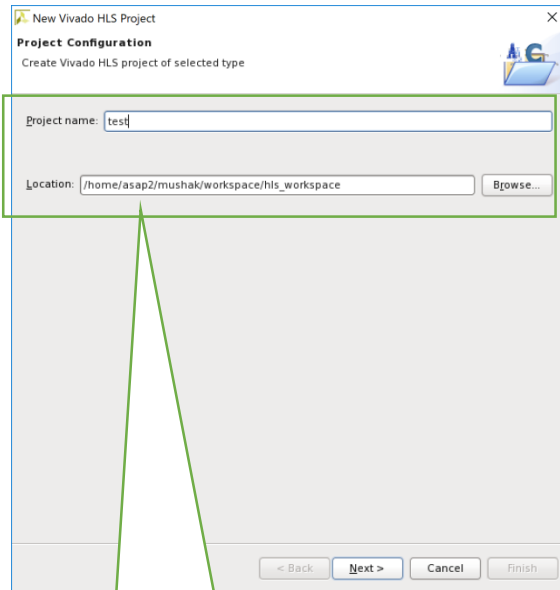 New Vivado HLS Project
Project Configuration
Create Vivado HLS project of selected type
Project name: test
Location: /home/asap2/mushak/workspace/hls_workspace Browse...
< Back Next > Cancel Finish